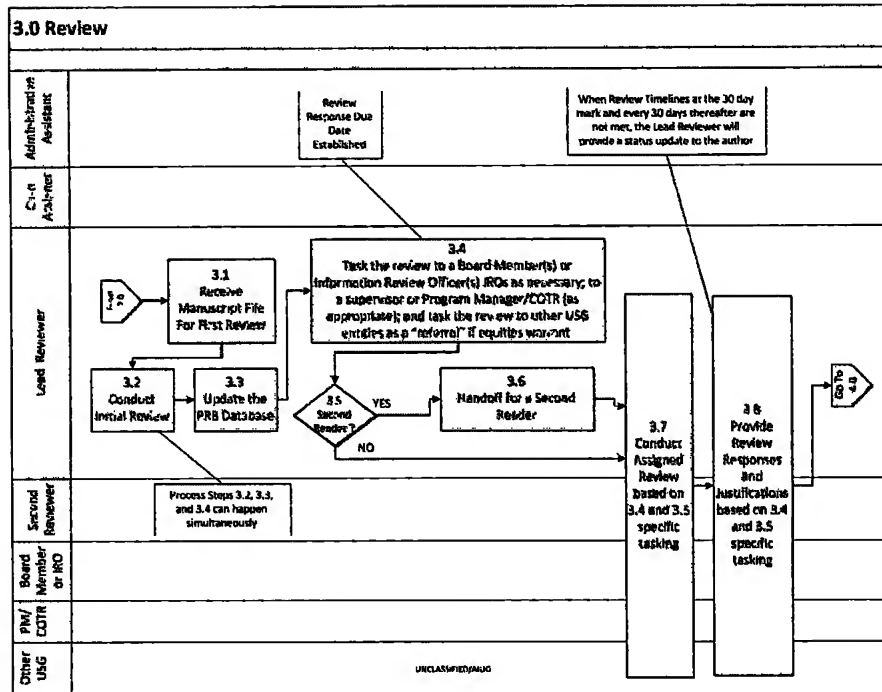 3.0 Review
Administrative
Assistant
Lead Reviewer
Second
Reviewer
Board
Member
or IRO
PM/
COTR
Other
USG
Review
Response Due
Date
Established
When Review Timelines at the 30 day
mark and every 30 days thereafter are
not met, the Lead Reviewer will
provide a status update to the author
From
2.0
3.1
Receive
Manuscript File
For First Review
3.4
Task the review to a Board Member(s) or
Information Review Officer(s) IROs as necessary; to
a supervisor or Program Manager/COTR (as
appropriate); and task the review to other USG
entities as a "referral" if equities warrant
3.2
Conduct
Initial Review
3.3
Update the
PRB Database
3.5
Second
Reader?
YES
NO
3.6
Handoff for a Second
Reader
3.7
Conduct
Assigned
Review
based on
3.4 and 3.5
specific
tasking
3.8
Provide
Review
Responses
and
Justifications
based on 3.4
and 3.5
specific
tasking
Go To
4.0
Process Steps 3.2, 3.3,
and 3.4 can happen
simultaneously
UNCLASSIFIED//AIUO